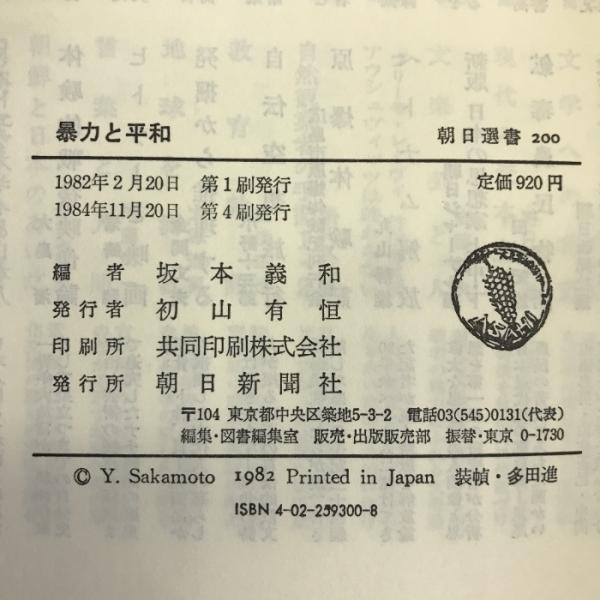 暴力と平和 朝日選書 200
1982年2月20日 第1刷発行 定価920円
1984年11月20日 第4刷発行
編者 坂本義和
発行者 初山有恒
印刷所 共同印刷株式会社
発行所 朝日新聞社
〒104 東京都中央区築地5-3-2 電話03(545)0131(代表)
編集・図書編集室 販売・出版販売部 振替・東京 0-1730
© Y. Sakamoto 1982 Printed in Japan 装幀・多田進
ISBN 4-02-259300-8